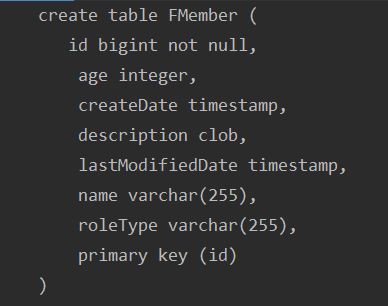 create table FMember (
id bigint not null,
age integer,
createDate timestamp,
description clob,
lastModifiedDate timestamp,
name varchar(255),
roleType varchar(255),
primary key (id)
)